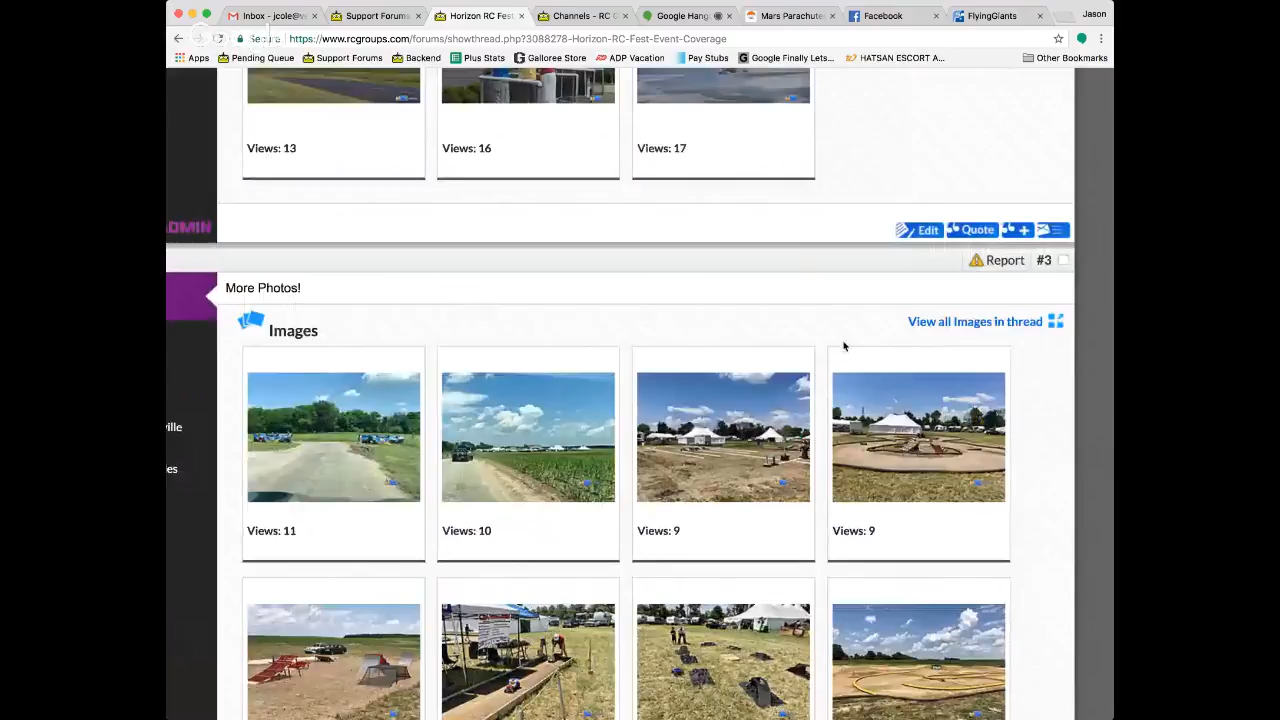 Inbox - jcole@v
Support Forums
Horizon RC Fest
Channels - RC G
Google Hang
Mars Parachute
Facebook
FlyingGiants
Jason
Secure
https://www.rcgroups.com/forums/showthread.php?3088278-Horizon-RC-Fest-Event-Coverage
Apps
Pending Queue
Support Forums
Backend
Plus Stats
Galloree Store
ADP Vacation
Pay Stubs
Google Finally Lets...
HATSAN ESCORT A...
Other Bookmarks
Views: 13
Views: 16
Views: 17
DMIN
Edit
Quote
Report #3
More Photos!
Images
View all Images in thread
ville
es
Views: 11
Views: 10
Views: 9
Views: 9